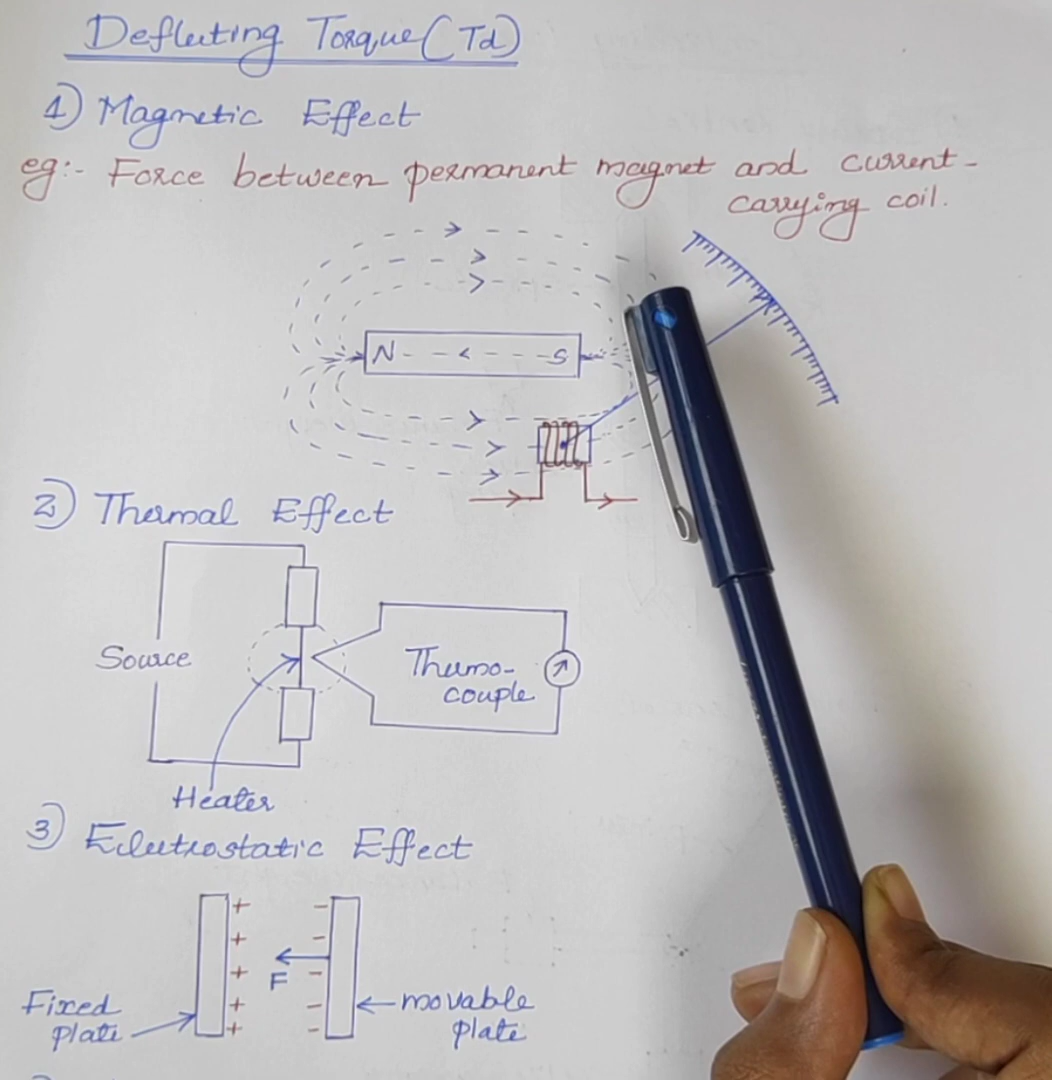 Deflecting Torque (Td)
1) Magnetic Effect
eg:- Force between permanent magnet and current-
carrying coil.
N S
2) Thermal Effect
Source
Thermo-
couple
Heater
3) Electrostatic Effect
+ -
+ -
F
+ -
+ -
+ -
Fixed
plate
movable
plate